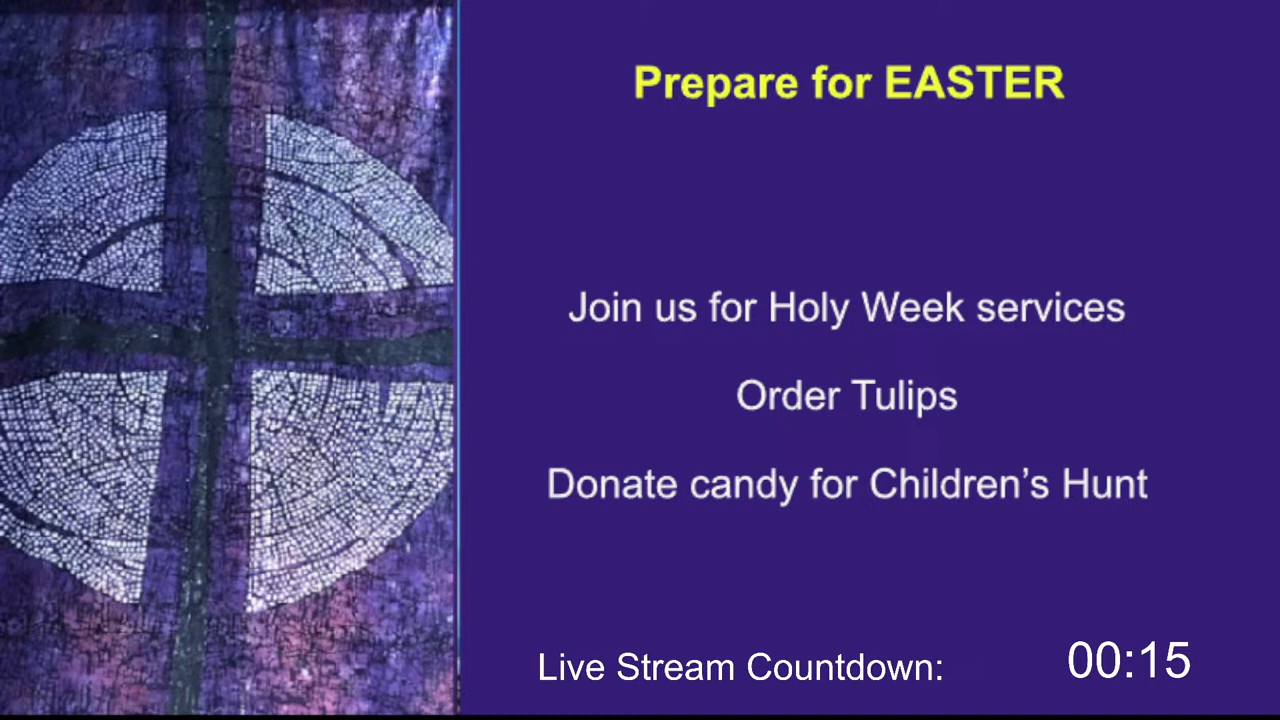 Prepare for EASTER
Join us for Holy Week services
Order Tulips
Donate candy for Children’s Hunt
Live Stream Countdown: 00:15